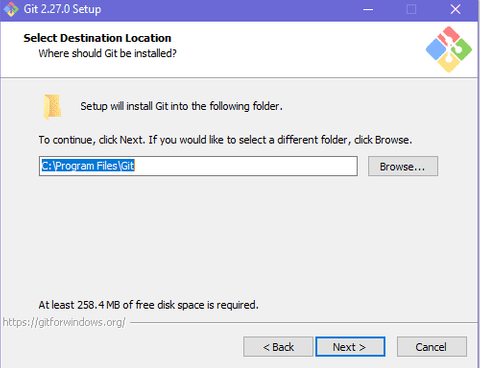 Git 2.27.0 Setup
Select Destination Location
Where should Git be installed?
Setup will install Git into the following folder.
To continue, click Next. If you would like to select a different folder, click Browse.
C:\Program Files\Git
Browse...
At least 258.4 MB of free disk space is required.
https://gitforwindows.org/
< Back
Next >
Cancel